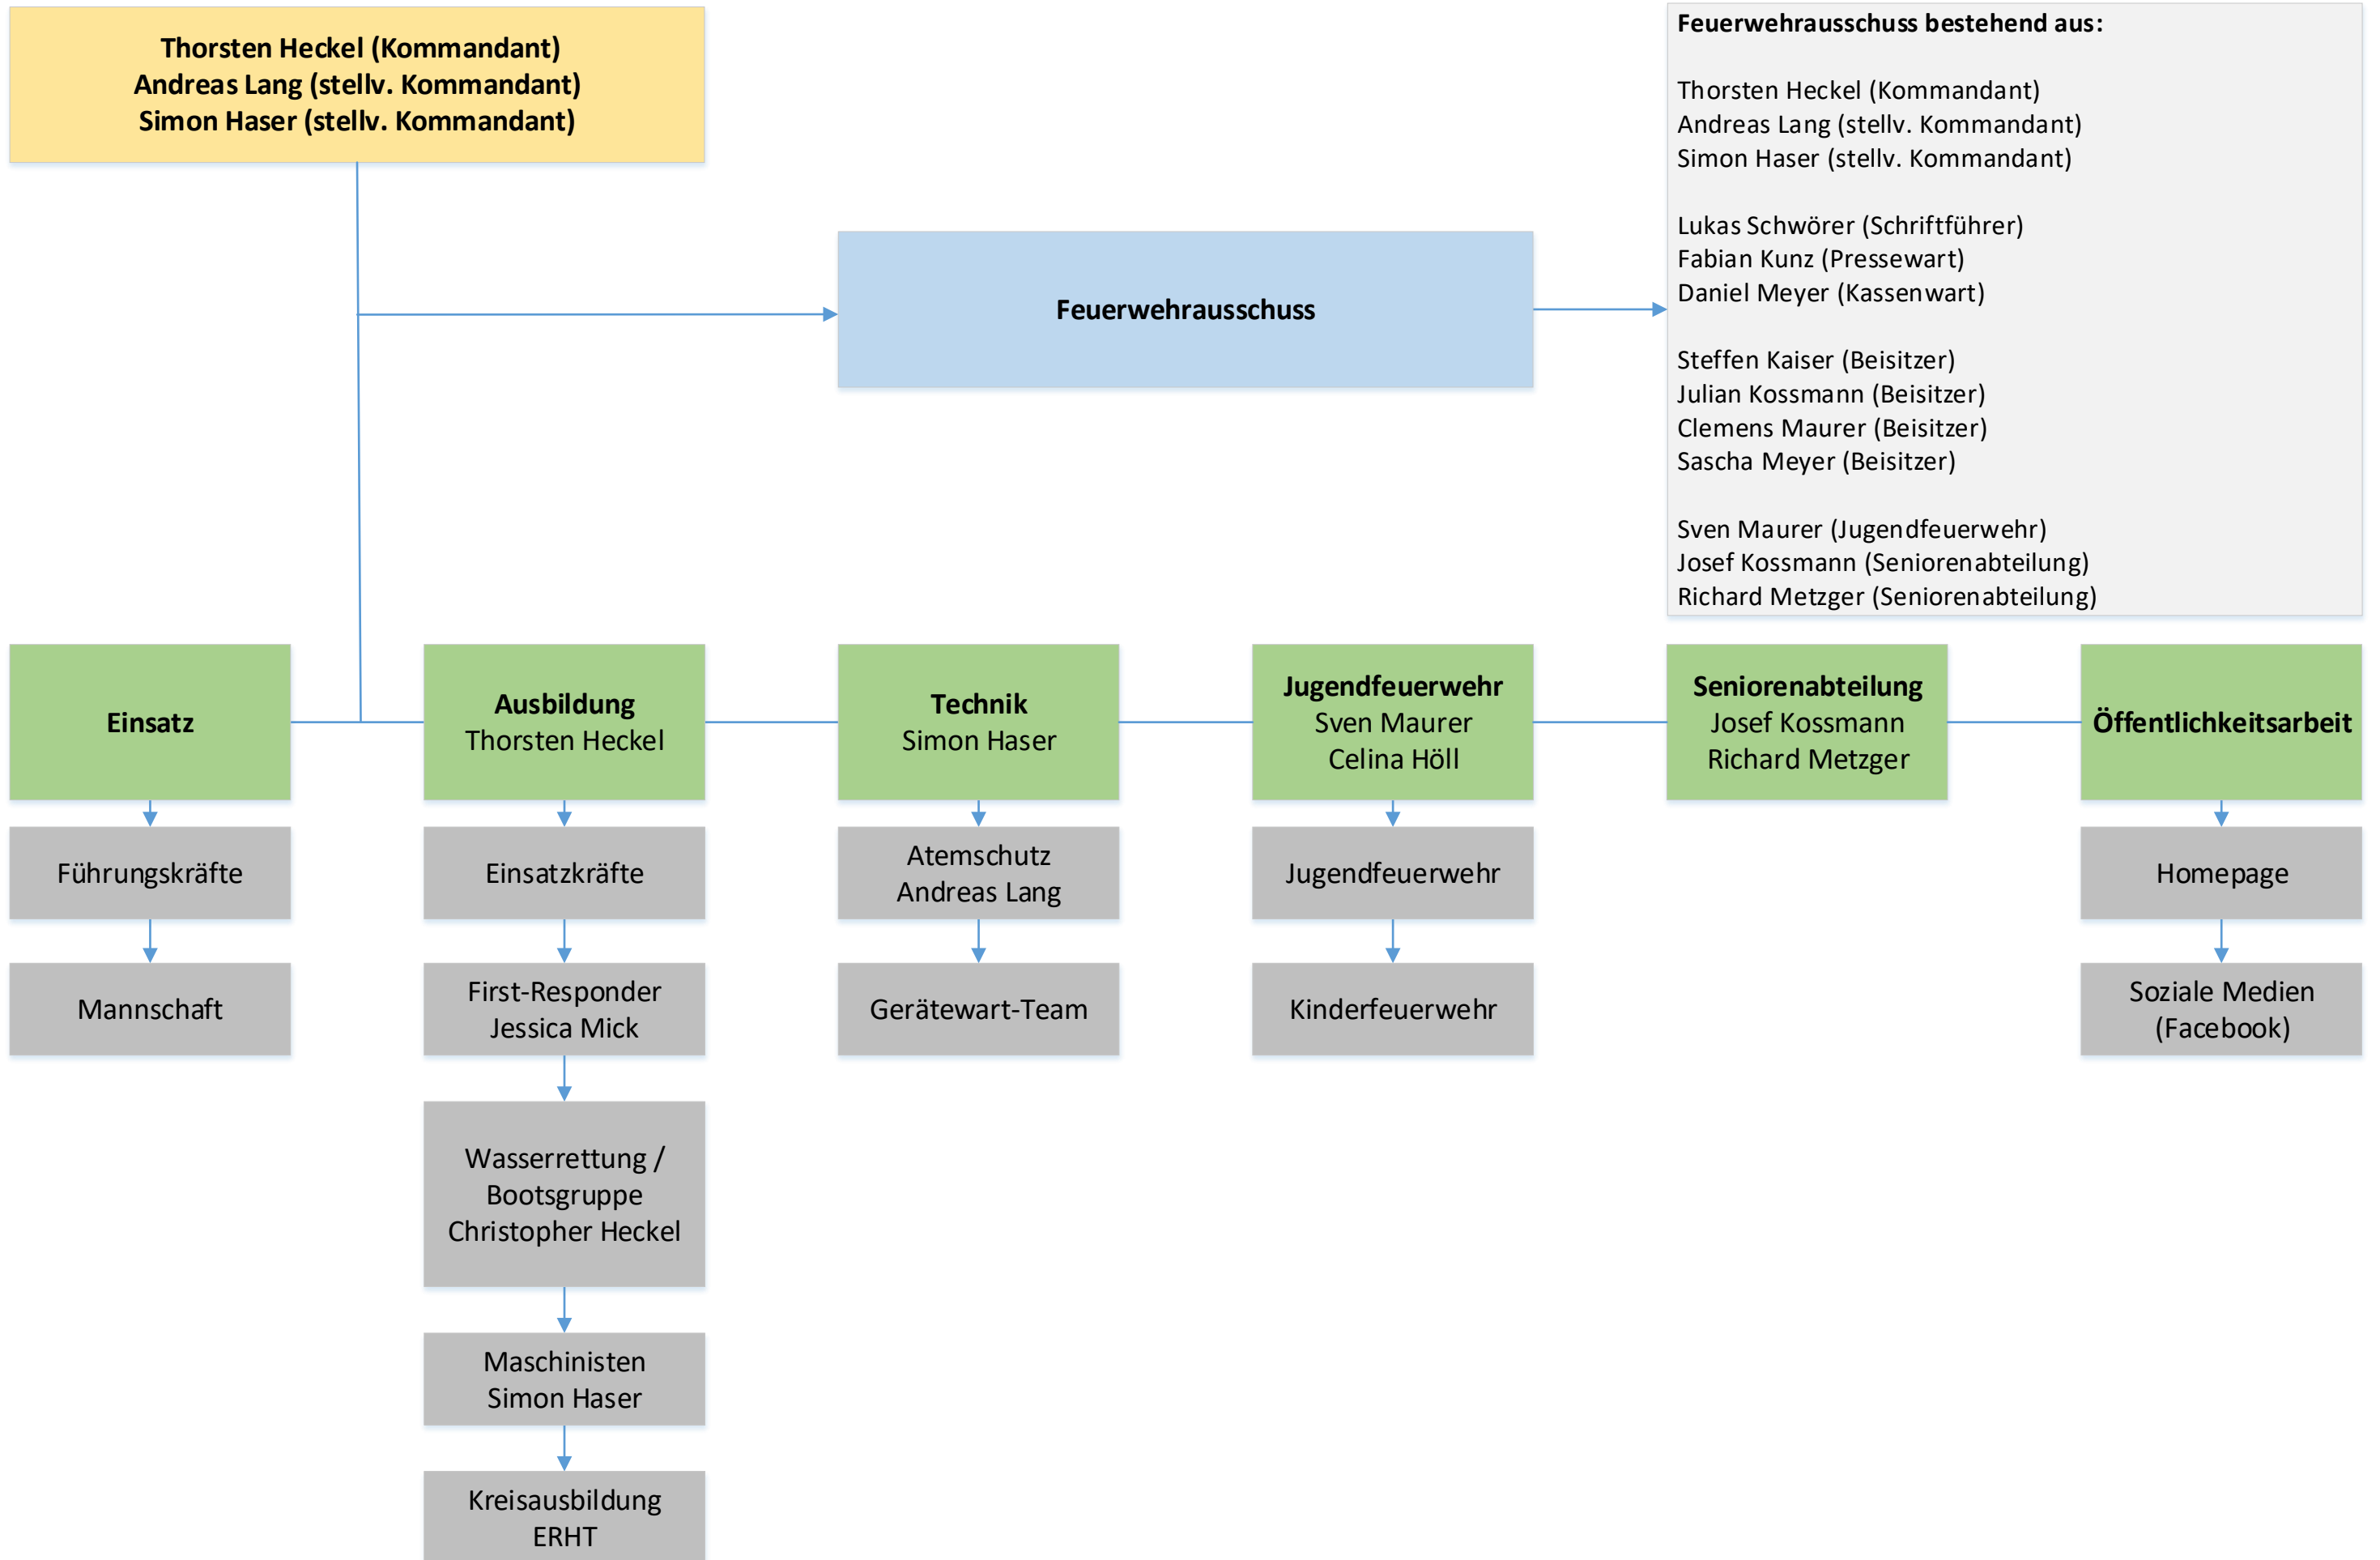 Thorsten Heckel (Kommandant)
Andreas Lang (stellv. Kommandant)
Simon Haser (stellv. Kommandant)
Feuerwehrausschuss
Feuerwehrausschuss bestehend aus:
Thorsten Heckel (Kommandant)
Andreas Lang (stellv. Kommandant)
Simon Haser (stellv. Kommandant)
Lukas Schwörer (Schriftführer)
Fabian Kunz (Pressewart)
Daniel Meyer (Kassenwart)
Steffen Kaiser (Beisitzer)
Julian Kossmann (Beisitzer)
Clemens Maurer (Beisitzer)
Sascha Meyer (Beisitzer)
Sven Maurer (Jugendfeuerwehr)
Josef Kossmann (Seniorenabteilung)
Richard Metzger (Seniorenabteilung)
Einsatz
Führungskräfte
Mannschaft
Ausbildung
Thorsten Heckel
Einsatzkräfte
First-Responder
Jessica Mick
Wasserrettung /
Bootsgruppe
Christopher Heckel
Maschinisten
Simon Haser
Kreisausbildung
ERHT
Technik
Simon Haser
Atemschutz
Andreas Lang
Gerätewart-Team
Jugendfeuerwehr
Sven Maurer
Celina Höll
Jugendfeuerwehr
Kinderfeuerwehr
Seniorenabteilung
Josef Kossmann
Richard Metzger
Öffentlichkeitsarbeit
Homepage
Soziale Medien
(Facebook)